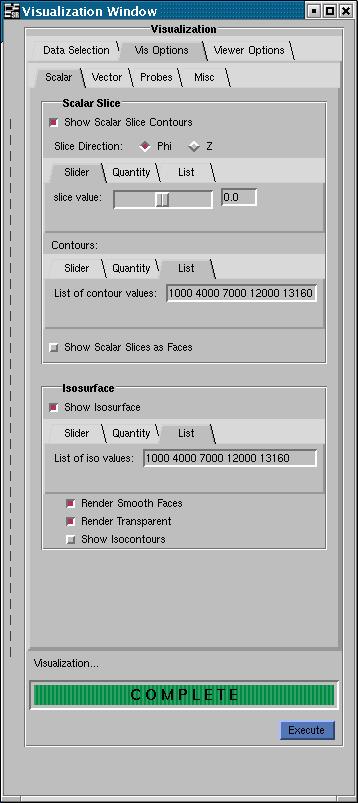 Visualization Window
Visualization
Data Selection Vis Options Viewer Options
Scalar Vector Probes Misc
Scalar Slice
Show Scalar Slice Contours
Slice Direction: Phi Z
Slider Quantity List
slice value: 0.0
Contours:
Slider Quantity List
List of contour values: 1000 4000 7000 12000 13160
Show Scalar Slices as Faces
Isosurface
Show Isosurface
Slider Quantity List
List of iso values: 1000 4000 7000 12000 13160
Render Smooth Faces
Render Transparent
Show Isocontours
Visualization...
COMPLETE
Execute